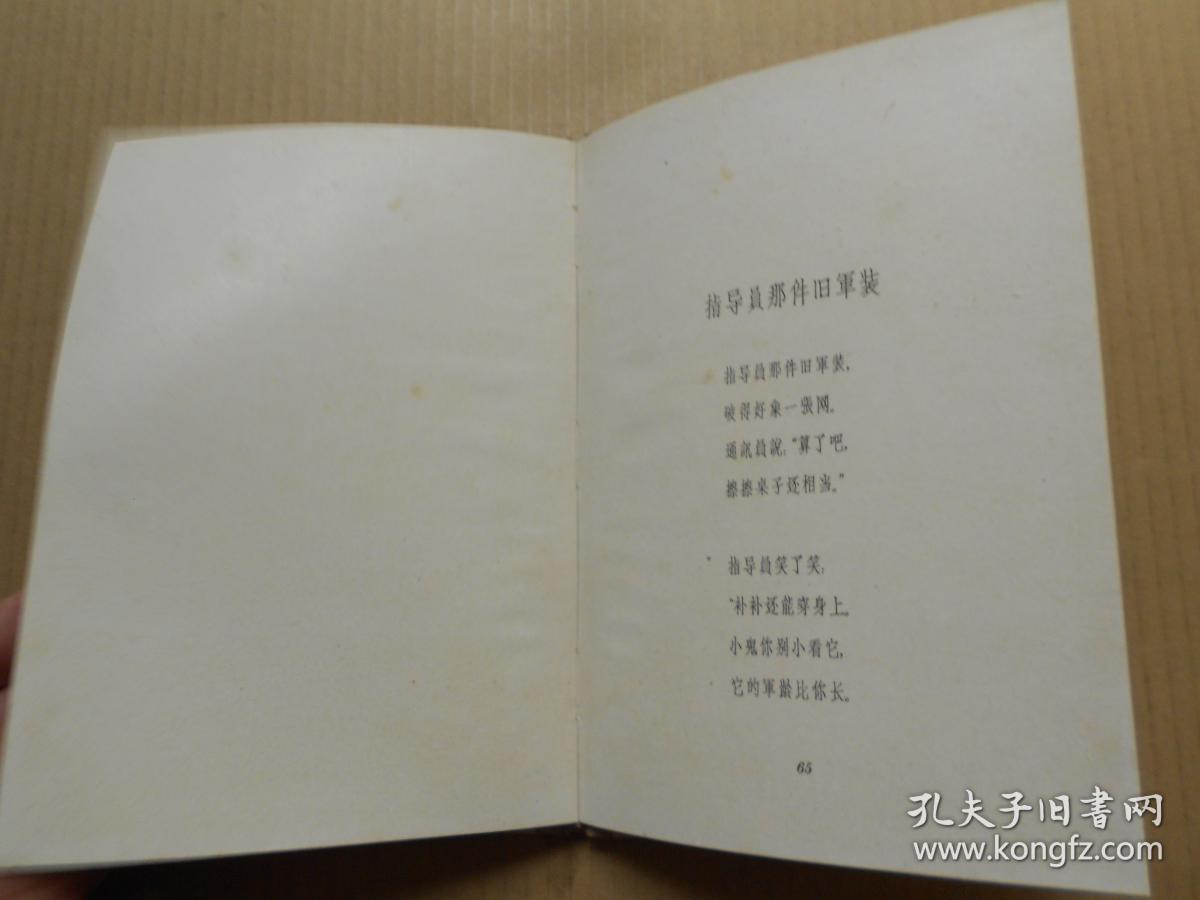 指导員那件旧軍装
指导員那件旧軍装，
破得好象一張网。
通訊員說：“算了吧，
擦擦桌子还相当。”
指导員笑了笑：
“补补还能穿身上。
小鬼你别小看它，
它的軍龄比你长。
65
孔夫子旧书网
www.kongfz.com